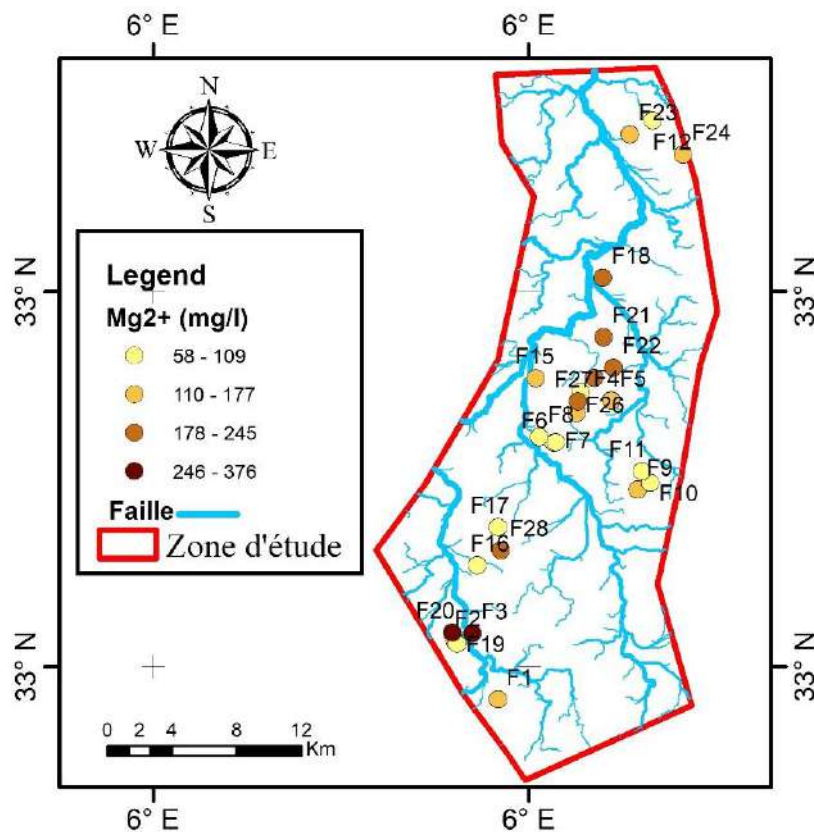 6° E 6° E
N
W E
S
F23
F12 F24
33° N 33° N
F18
F21
F22
F15
F27 F4 F5
F8 F26
F6
F7
F11
F9
F10
F17
F28
F16
F20 F2 F3
F19
F1
33° N 33° N
Legend
Mg2+ (mg/l)
58 - 109
110 - 177
178 - 245
246 - 376
Faille
Zone d'étude
0 2 4 8 12
Km
6° E 6° E